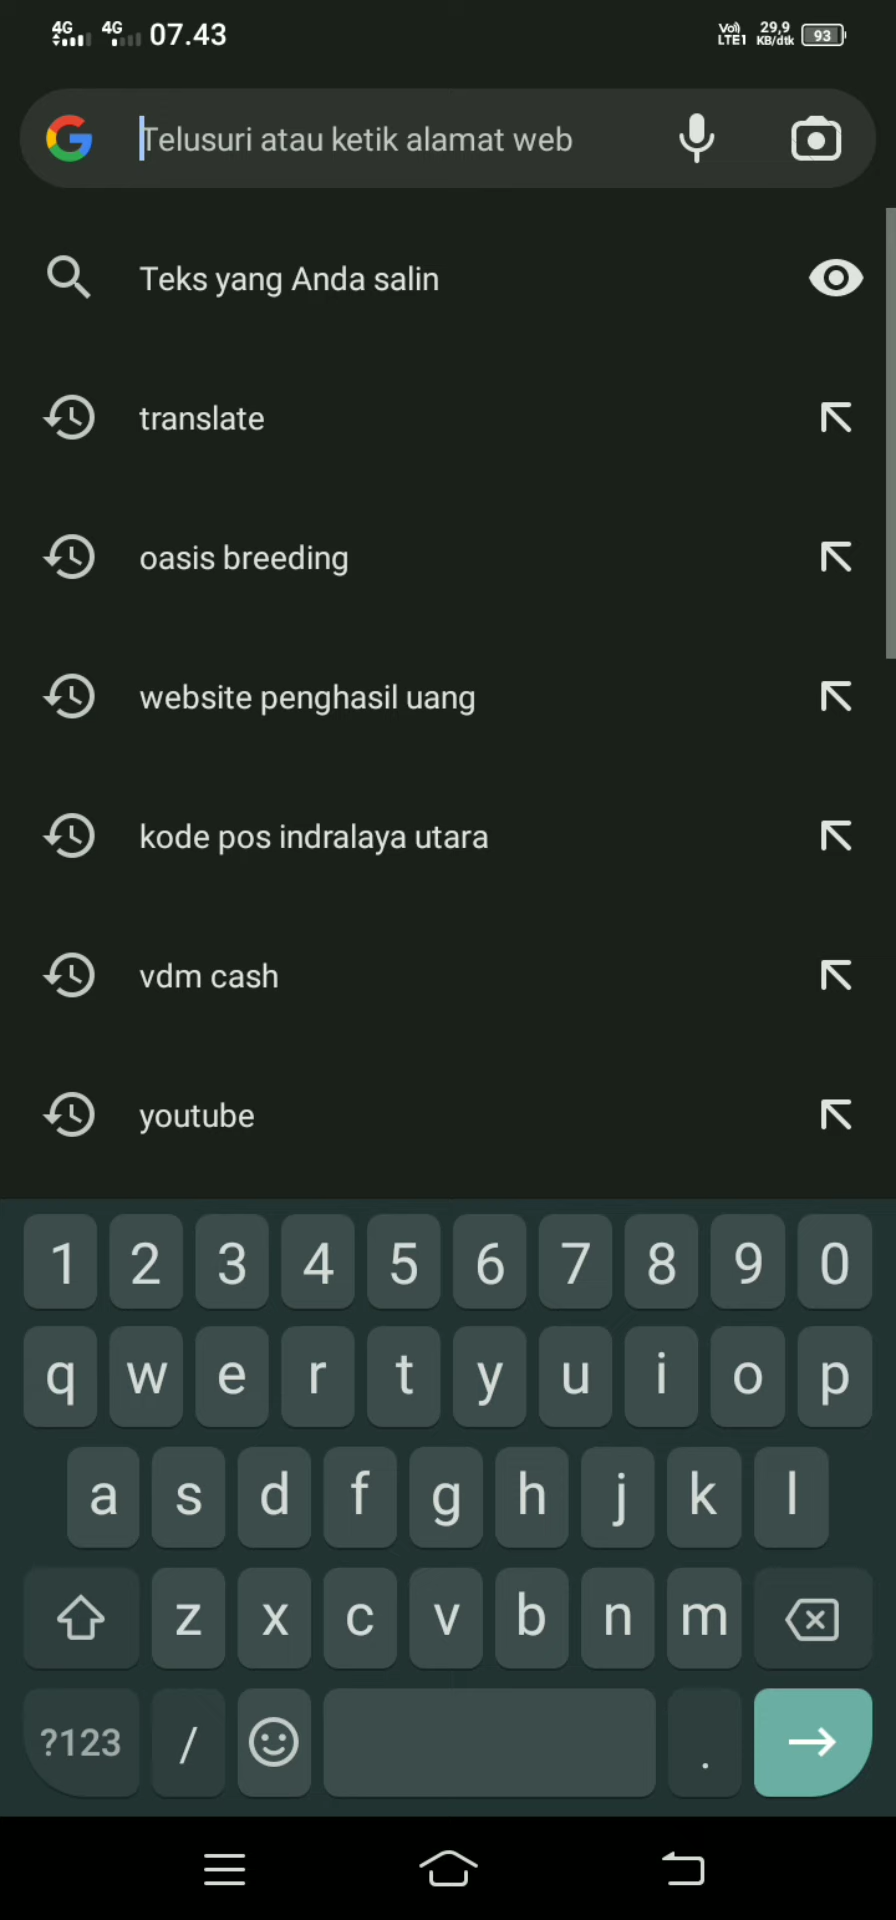 4G 4G 07.43 Vo) LTE1 29,9 KB/dtk 93
Telusuri atau ketik alamat web
Teks yang Anda salin
translate
oasis breeding
website penghasil uang
kode pos indralaya utara
vdm cash
youtube
1 2 3 4 5 6 7 8 9 0
q w e r t y u i o p
a s d f g h j k l
z x c v b n m
?123 / .